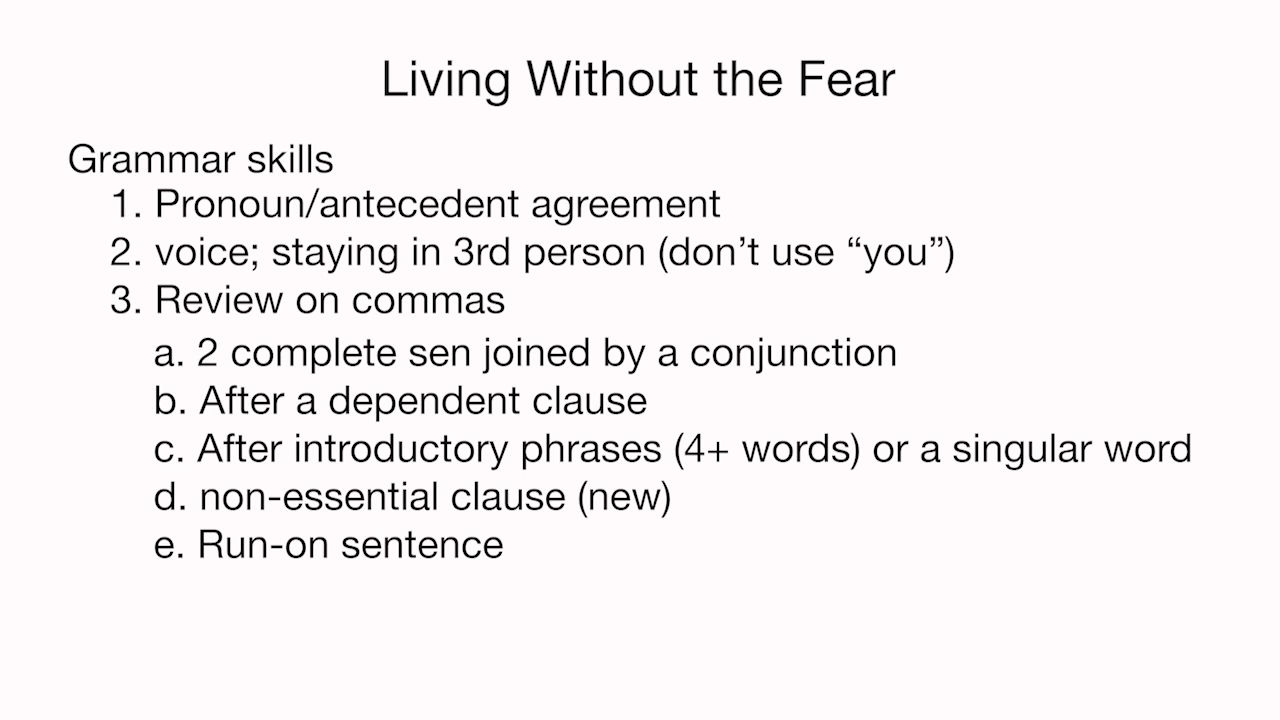 Living Without the Fear
Grammar skills
1. Pronoun/antecedent agreement
2. voice; staying in 3rd person (don’t use “you”)
3. Review on commas
a. 2 complete sen joined by a conjunction
b. After a dependent clause
c. After introductory phrases (4+ words) or a singular word
d. non-essential clause (new)
e. Run-on sentence